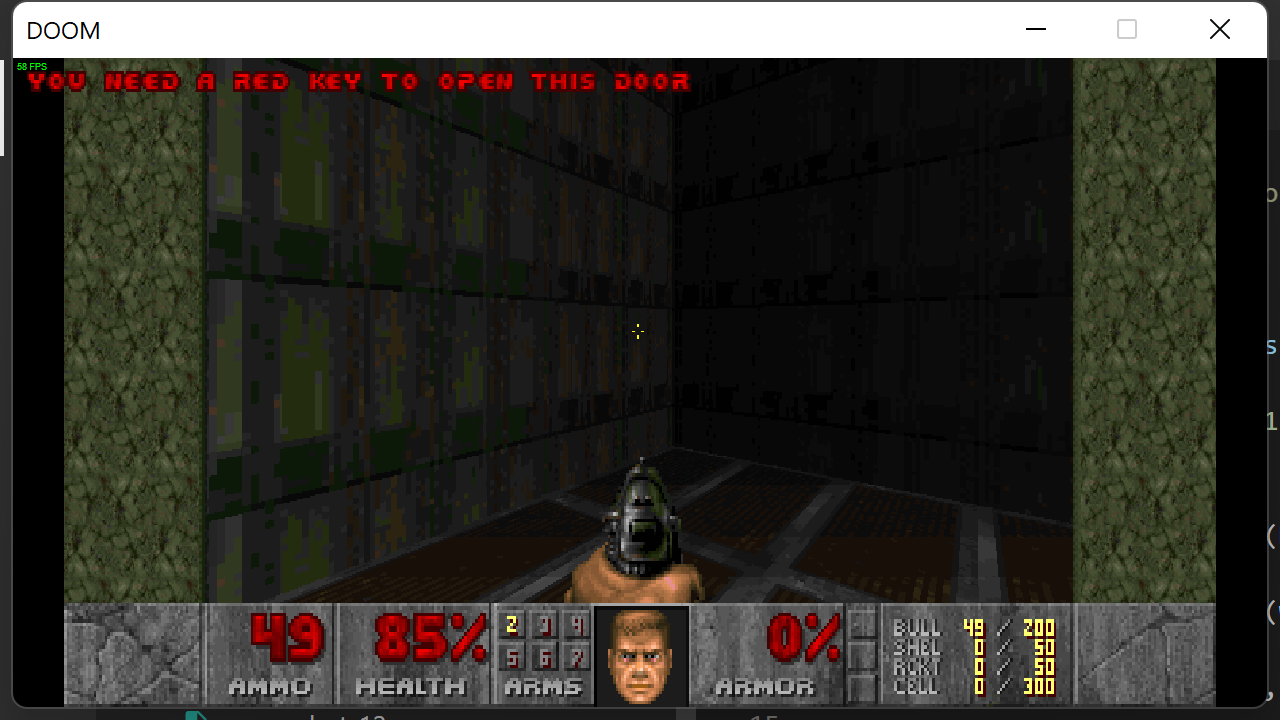 DOOM
58 FPS
YOU NEED A RED KEY TO OPEN THIS DOOR
49
AMMO
85%
HEALTH
2 3 4
5 6 7
ARMS
0%
ARMOR
BULL 49 / 200
SHEL 0 / 50
RCKT 0 / 50
CELL 0 / 300